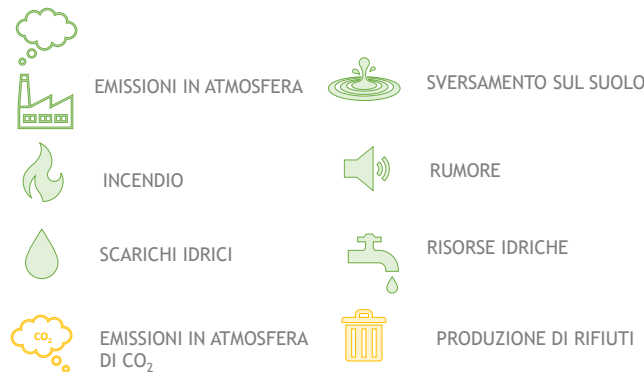 EMISSIONI IN ATMOSFERA
SVERSAMENTO SUL SUOLO
INCENDIO
RUMORE
SCARICHI IDRICI
RISORSE IDRICHE
CO₂
EMISSIONI IN ATMOSFERA
DI CO₂
PRODUZIONE DI RIFIUTI